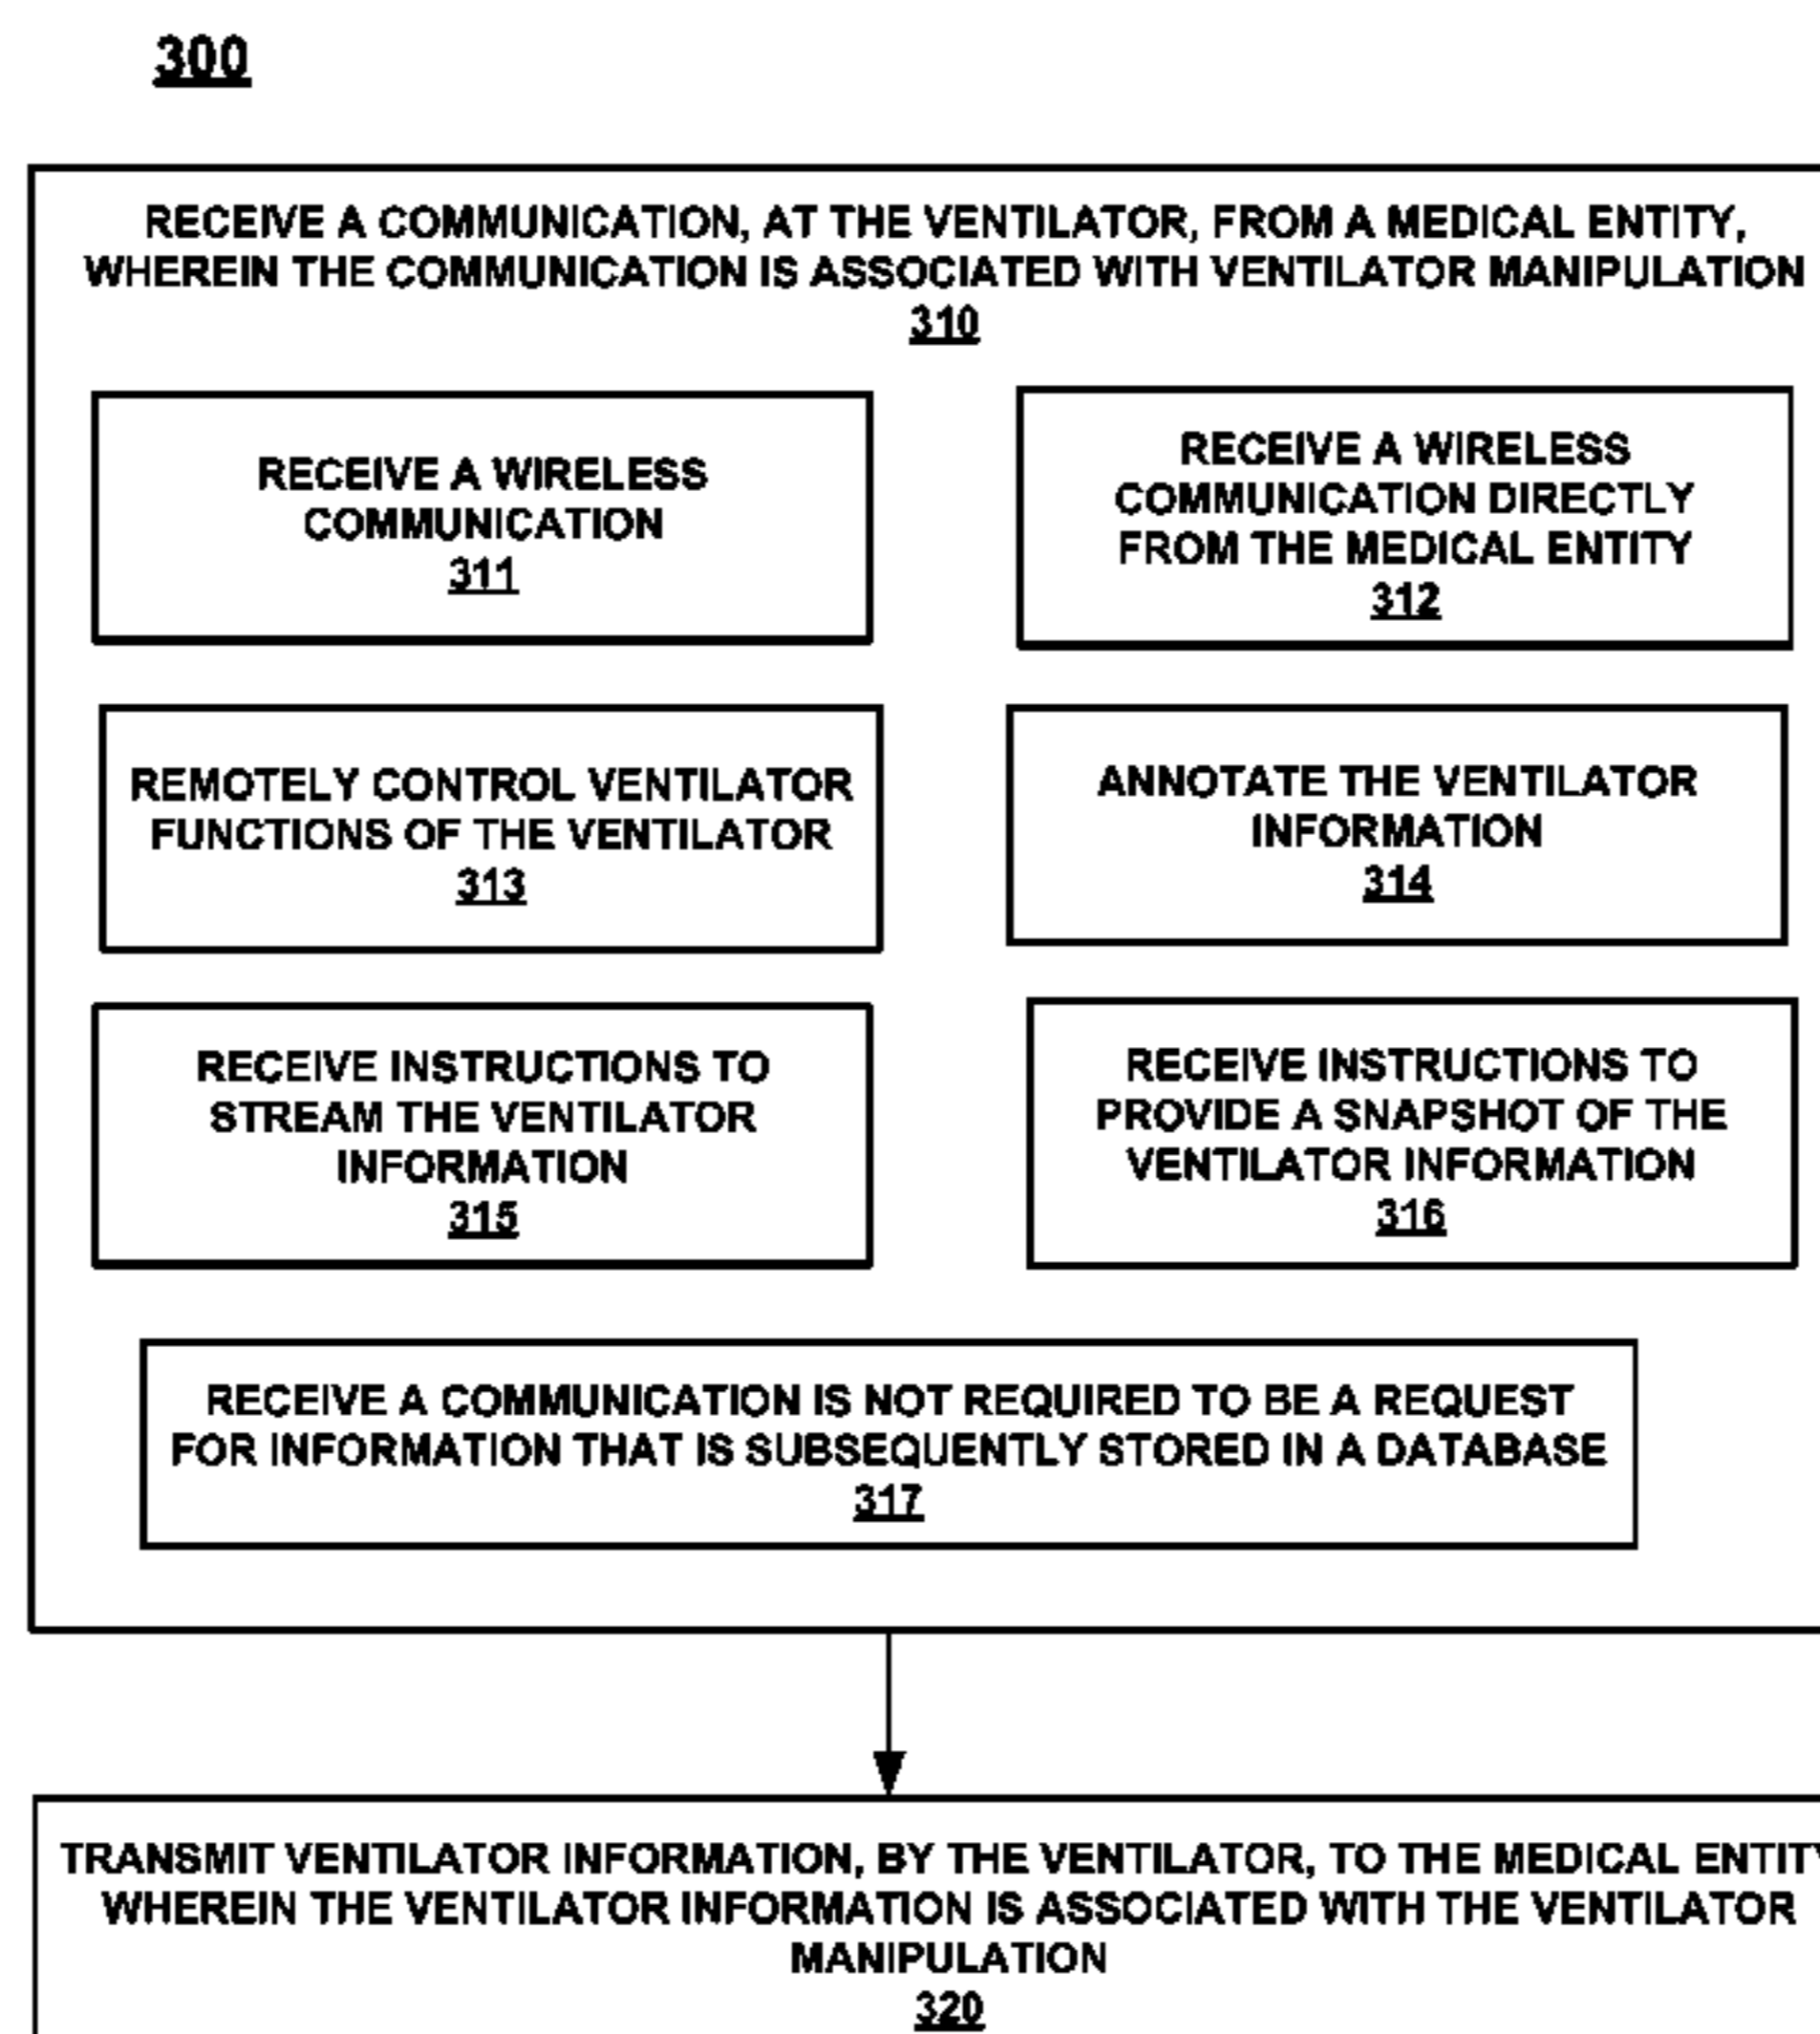 300
RECEIVE A COMMUNICATION, AT THE VENTILATOR, FROM A MEDICAL ENTITY,
WHEREIN THE COMMUNICATION IS ASSOCIATED WITH VENTILATOR MANIPULATION
310
RECEIVE A WIRELESS
COMMUNICATION
311
RECEIVE A WIRELESS
COMMUNICATION DIRECTLY
FROM THE MEDICAL ENTITY
312
REMOTELY CONTROL VENTILATOR
FUNCTIONS OF THE VENTILATOR
313
ANNOTATE THE VENTILATOR
INFORMATION
314
RECEIVE INSTRUCTIONS TO
STREAM THE VENTILATOR
INFORMATION
315
RECEIVE INSTRUCTIONS TO
PROVIDE A SNAPSHOT OF THE
VENTILATOR INFORMATION
316
RECEIVE A COMMUNICATION IS NOT REQUIRED TO BE A REQUEST
FOR INFORMATION THAT IS SUBSEQUENTLY STORED IN A DATABASE
317
TRANSMIT VENTILATOR INFORMATION, BY THE VENTILATOR, TO THE MEDICAL ENTITY
WHEREIN THE VENTILATOR INFORMATION IS ASSOCIATED WITH THE VENTILATOR
MANIPULATION
320